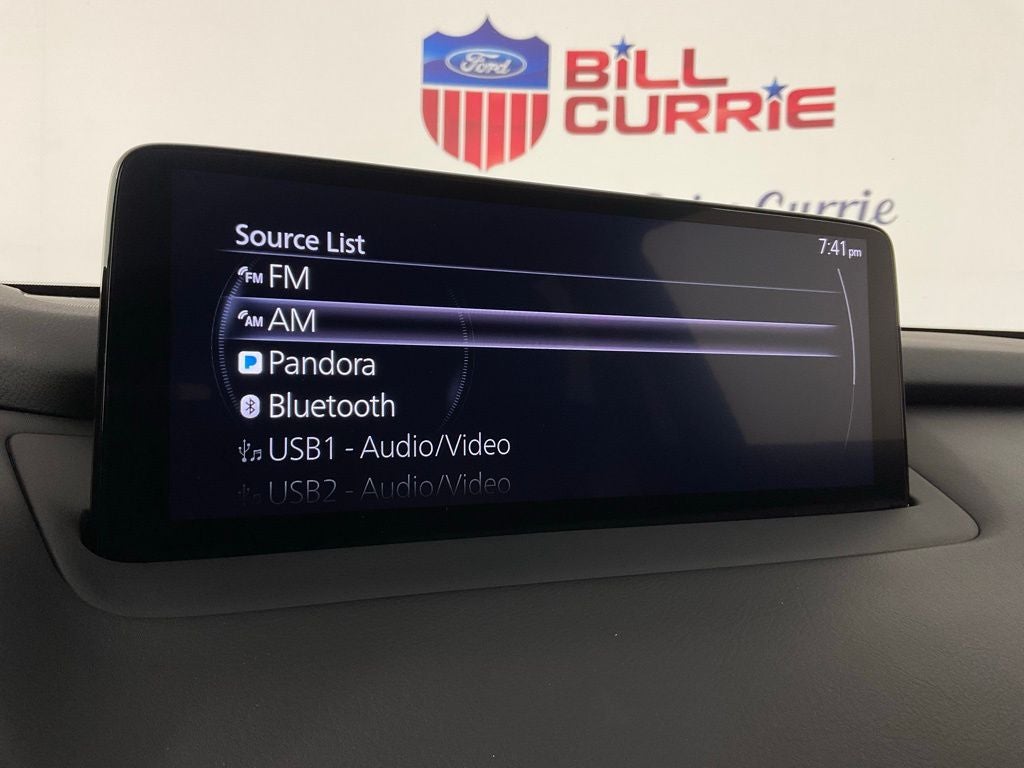 Ford
BILL
CURRIE
Currie
Source List
7:41 pm
FM FM
AM AM
P Pandora
Bluetooth
USB1 - Audio/Video
USB2 - Audio/Video